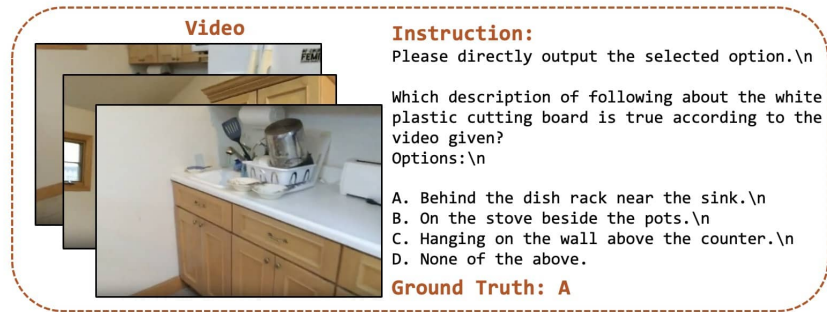 Video
FEMI
Instruction:
Please directly output the selected option.\n
Which description of following about the white
plastic cutting board is true according to the
video given?
Options:\n
A. Behind the dish rack near the sink.\n
B. On the stove beside the pots.\n
C. Hanging on the wall above the counter.\n
D. None of the above.
Ground Truth: A